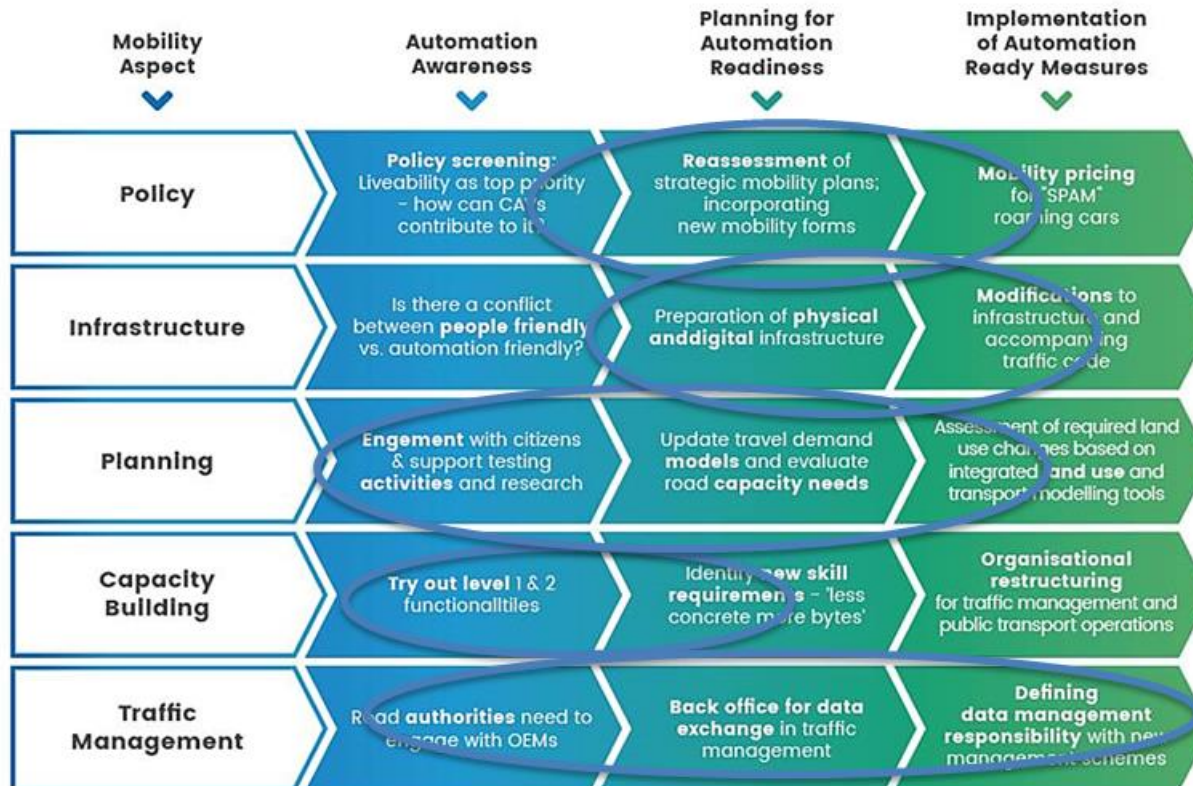 Mobility
Aspect
Automation
Awareness
Planning for
Automation
Readiness
Implementation
of Automation
Ready Measures
Policy
Policy screening:
Liveability as top priority
- how can CAVs
contribute to it?
Reassessment of
strategic mobility plans;
incorporating
new mobility forms
Mobility pricing
for "SPAM"
roaming cars
Infrastructure
Is there a conflict
between people friendly
vs. automation friendly?
Preparation of physical
anddigital infrastructure
Modifications to
infrastructure and
accompanying
traffic code
Planning
Engement with citizens
& support testing
activities and research
Update travel demand
models and evaluate
road capacity needs
Assessment of required land
use changes based on
integrated land use and
transport modelling tools
Capacity
Building
Try out level 1 & 2
functionalltiles
Identify new skill
requirements - 'less
concrete more bytes'
Organisational
restructuring
for traffic management and
public transport operations
Traffic
Management
Road authorities need to
engage with OEMs
Back office for data
exchange in traffic
management
Defining
data management
responsibility with new
management schemes